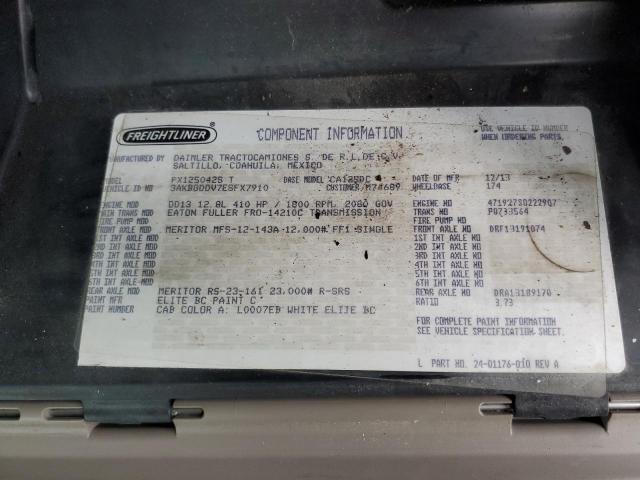 FREIGHTLINER
COMPONENT INFORMATION
USE VEHICLE ID NUMBER
WHEN ORDERING PARTS
MANUFACTURED BY DAIMLER TRACTOCAMIONES S. DE R.L.DE C.V.
SALTILLO, COAHUILA, MEXICO
MODEL PX125042S T BASE MODEL CA125DC DATE OF MFR 12/13
VEHICLE ID NO 3AKBGDDV7ESFX7910 CUSTOMER M7#689 WHEELBASE 174
ENGINE MOD DD13 12.8L 410 HP / 1800 RPM, 2080 GOV ENGINE NO 471927S0222907
MAIN TRANS MOD EATON FULLER FRO-14210C TRANSMISSION TRANS NO P0733564
FIRE PUMP MOD FIRE PUMP NO
FRONT AXLE MOD MERITOR MFS-12-143A-12,000# FF1 SINGLE FRONT AXLE NO DRF13191074
1ST INT AXLE MOD 1ST INT AXLE NO
2ND INT AXLE MOD 2ND INT AXLE NO
3RD INT AXLE MOD 3RD INT AXLE NO
4TH INT AXLE MOD 4TH INT AXLE NO
5TH INT AXLE MOD 5TH INT AXLE NO
6TH INT AXLE MOD 6TH INT AXLE NO
REAR AXLE MOD MERITOR RS-23-161 23,000# R-SRS REAR AXLE NO DRA13189170
PAINT MFR ELITE BC PAINT C RATIO 3.73
PAINT NUMBER CAB COLOR A: L0007EB WHITE ELITE BC
FOR COMPLETE PAINT INFORMATION
SEE VEHICLE SPECIFICATION SHEET.
L PART NO. 24-01176-010 REV A